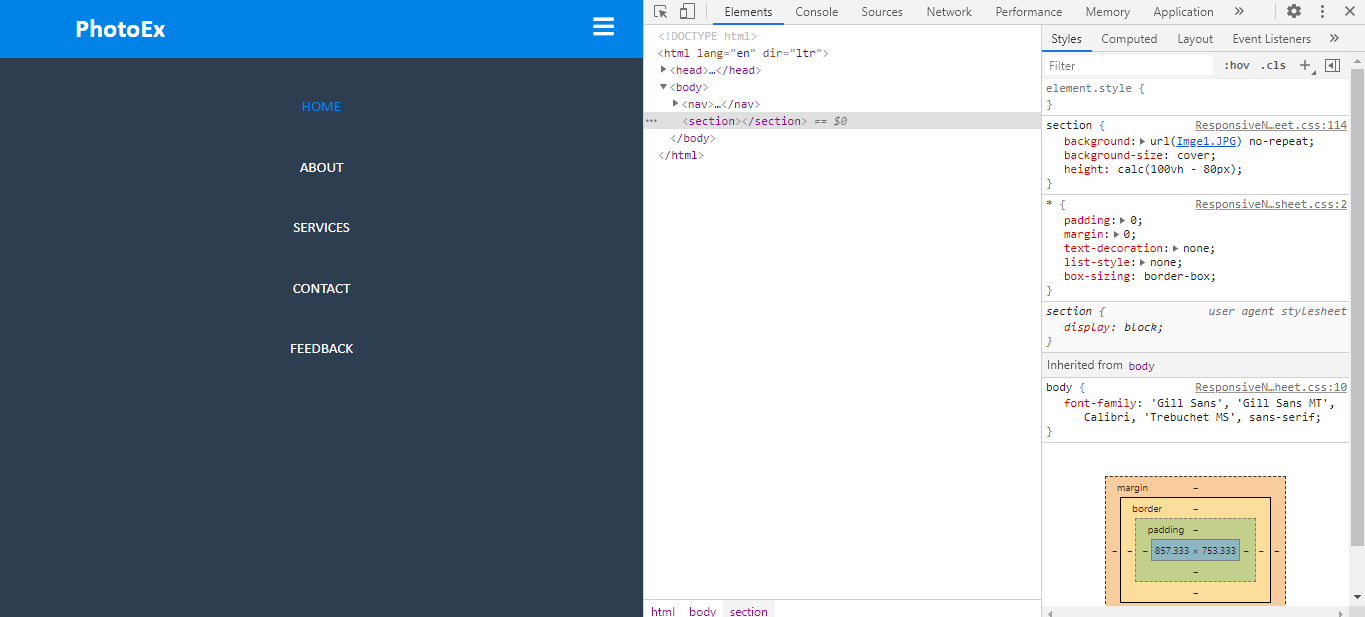 PhotoEx
HOME
ABOUT
SERVICES
CONTACT
FEEDBACK
Elements Console Sources Network Performance Memory Application »
<!DOCTYPE html>
<html lang="en" dir="ltr">
<head>…</head>
<body>
<nav>…</nav>
<section></section> == $0
</body>
</html>
html body section
Styles Computed Layout Event Listeners »
Filter :hov .cls +
element.style {
}
section { ResponsiveN…eet.css:114
background: url(Imge1.JPG) no-repeat;
background-size: cover;
height: calc(100vh - 80px);
}
* { ResponsiveN…sheet.css:2
padding: 0;
margin: 0;
text-decoration: none;
list-style: none;
box-sizing: border-box;
}
section { user agent stylesheet
display: block;
}
Inherited from body
body { ResponsiveN…heet.css:10
font-family: 'Gill Sans', 'Gill Sans MT',
Calibri, 'Trebuchet MS', sans-serif;
}
margin –
border –
padding –
– – – 857.333 × 753.333 – – –
–
–